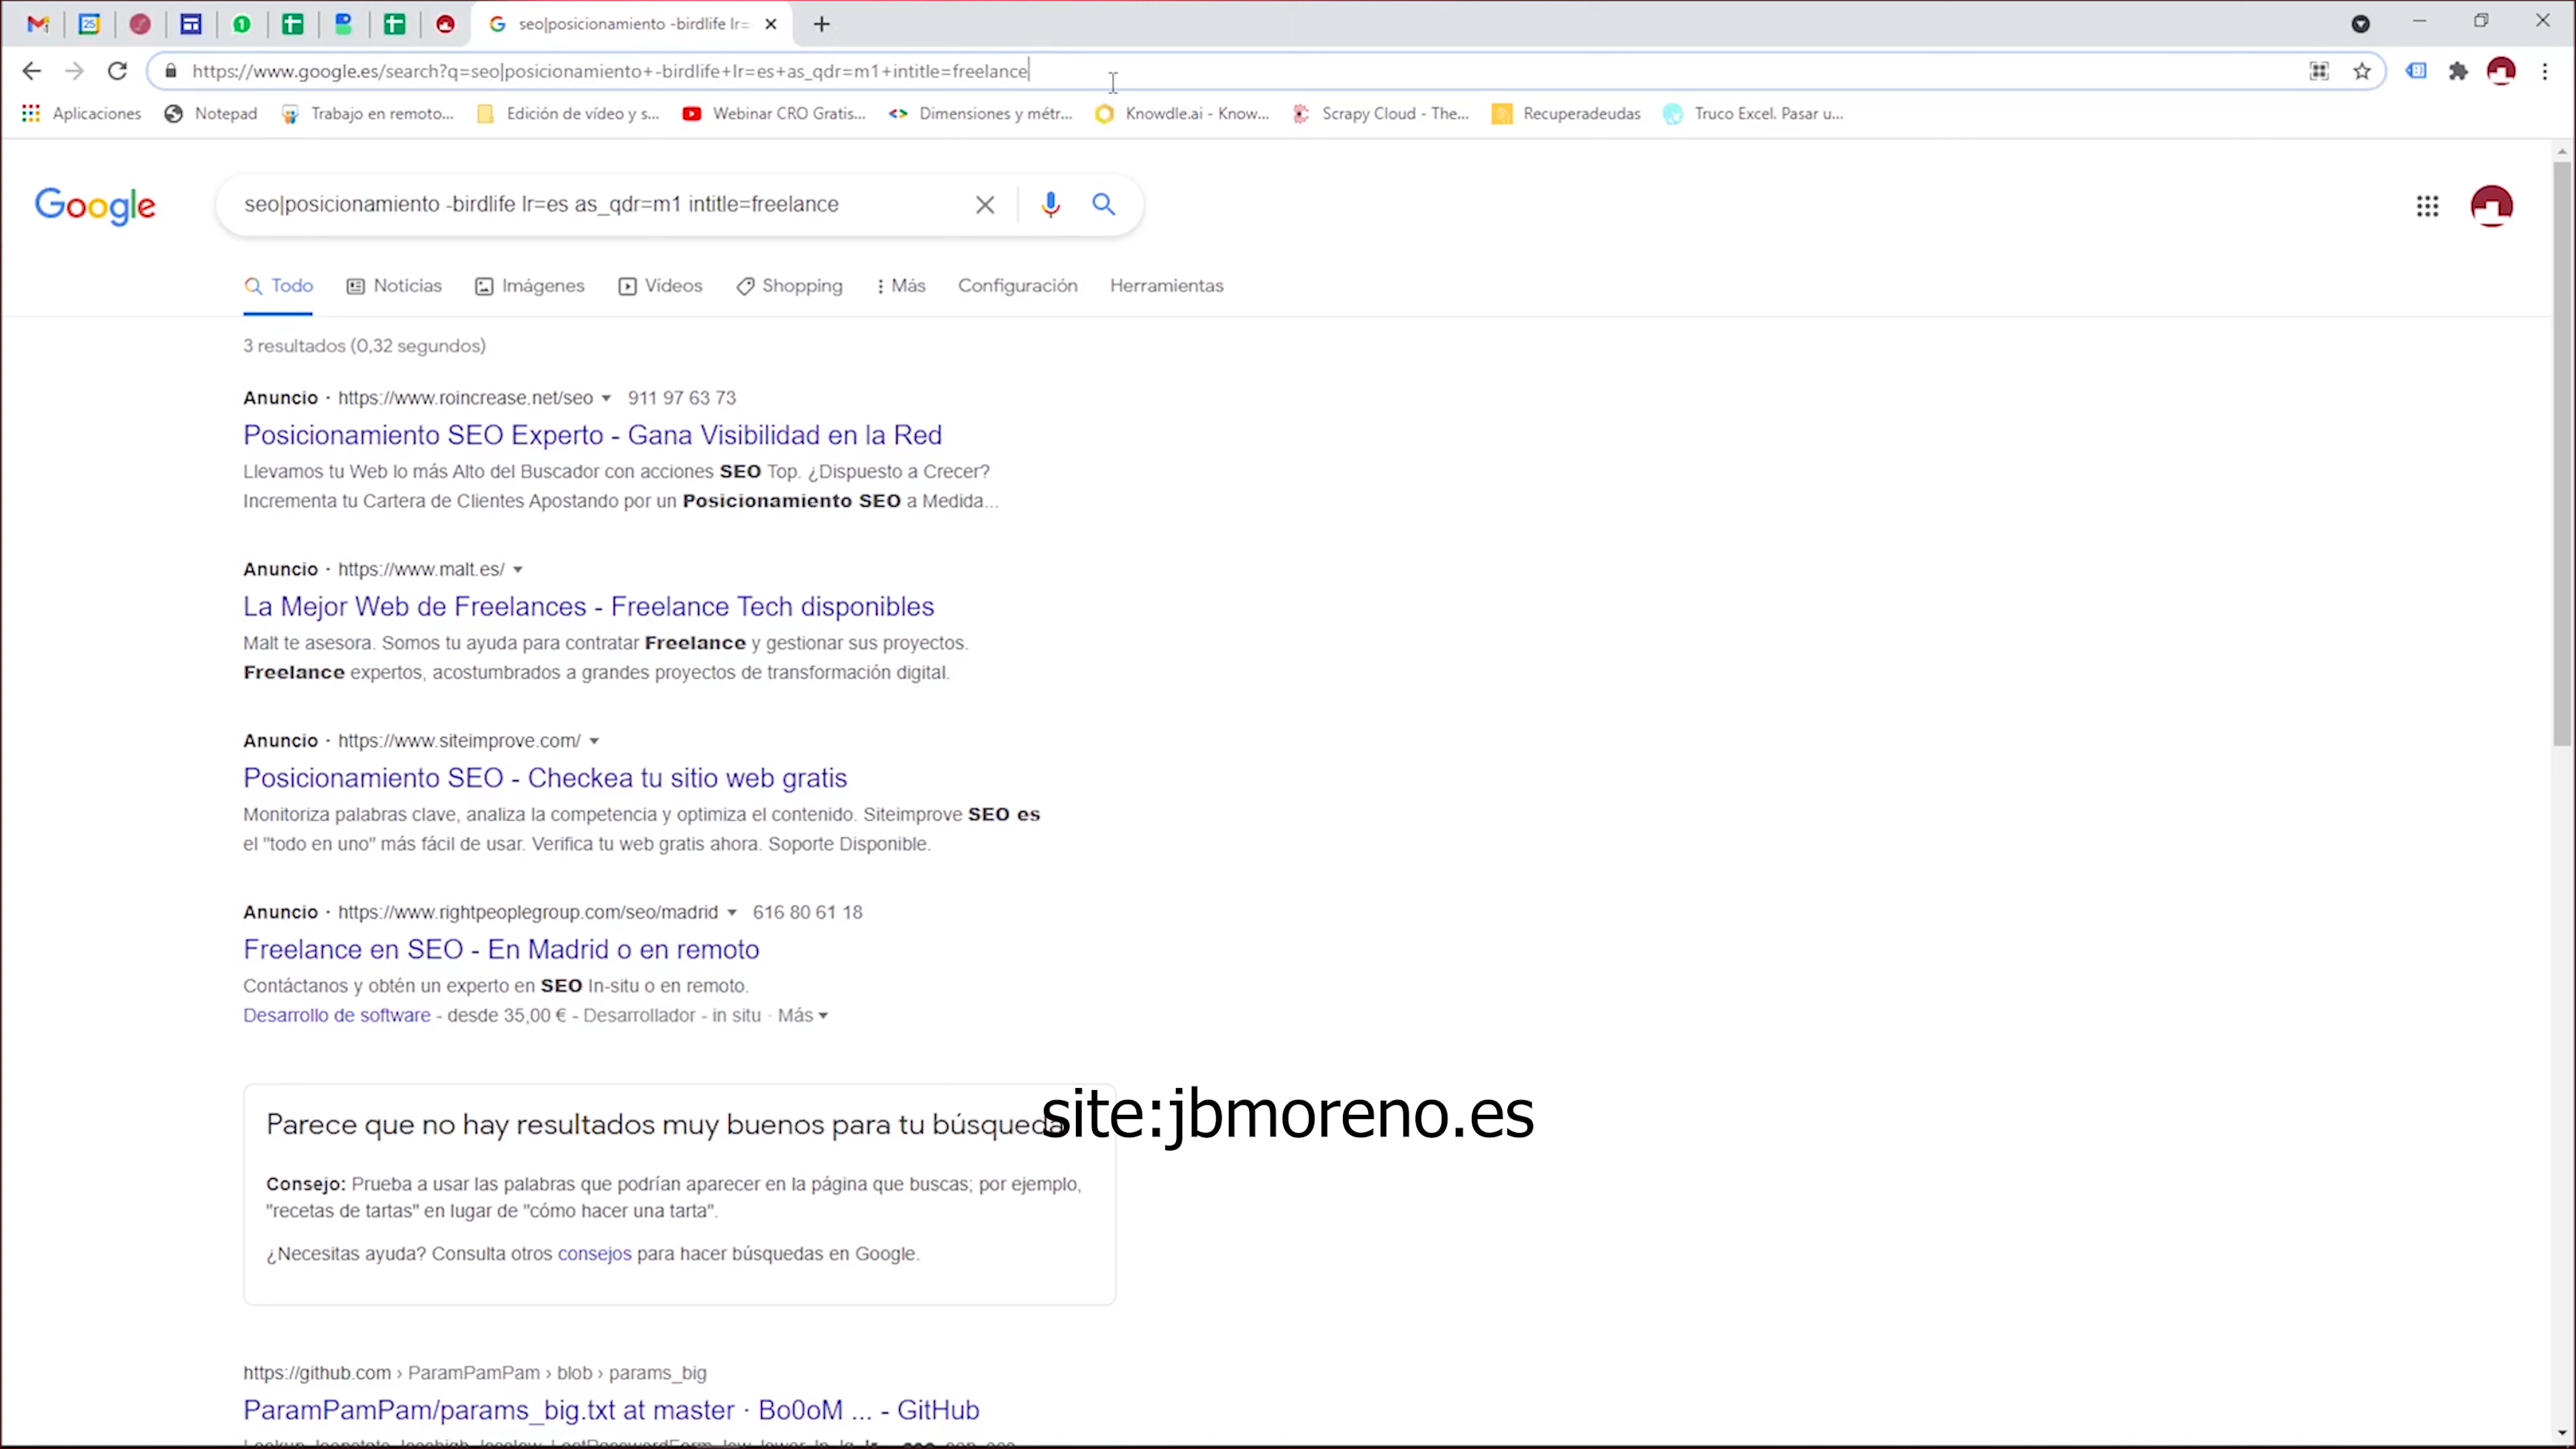 seo|posicionamiento -birdlife lr=
https://www.google.es/search?q=seo|posicionamiento+-birdlife+lr=es+as_qdr=m1+intitle=freelance
Aplicaciones Notepad Trabajo en remoto... Edición de vídeo y s... Webinar CRO Gratis... Dimensiones y métr... Knowdle.ai - Know... Scrapy Cloud - The... Recuperadeudas Truco Excel. Pasar u...
Google
seo|posicionamiento -birdlife lr=es as_qdr=m1 intitle=freelance
Todo Noticias Imágenes Vídeos Shopping Más Configuración Herramientas
3 resultados (0,32 segundos)
Anuncio · https://www.roincrease.net/seo 911 97 63 73
Posicionamiento SEO Experto - Gana Visibilidad en la Red
Llevamos tu Web lo más Alto del Buscador con acciones SEO Top. ¿Dispuesto a Crecer?
Incrementa tu Cartera de Clientes Apostando por un Posicionamiento SEO a Medida...
Anuncio · https://www.malt.es/
La Mejor Web de Freelances - Freelance Tech disponibles
Malt te asesora. Somos tu ayuda para contratar Freelance y gestionar sus proyectos.
Freelance expertos, acostumbrados a grandes proyectos de transformación digital.
Anuncio · https://www.siteimprove.com/
Posicionamiento SEO - Checkea tu sitio web gratis
Monitoriza palabras clave, analiza la competencia y optimiza el contenido. Siteimprove SEO es
el "todo en uno" más fácil de usar. Verifica tu web gratis ahora. Soporte Disponible.
Anuncio · https://www.rightpeoplegroup.com/seo/madrid 616 80 61 18
Freelance en SEO - En Madrid o en remoto
Contáctanos y obtén un experto en SEO In-situ o en remoto.
Desarrollo de software - desde 35,00 € - Desarrollador - in situ · Más
Parece que no hay resultados muy buenos para tu búsqueda
site:jbmoreno.es
Consejo: Prueba a usar las palabras que podrían aparecer en la página que buscas; por ejemplo,
"recetas de tartas" en lugar de "cómo hacer una tarta".
¿Necesitas ayuda? Consulta otros consejos para hacer búsquedas en Google.
https://github.com › ParamPamPam › blob › params_big
ParamPamPam/params_big.txt at master · Bo0oM ... - GitHub